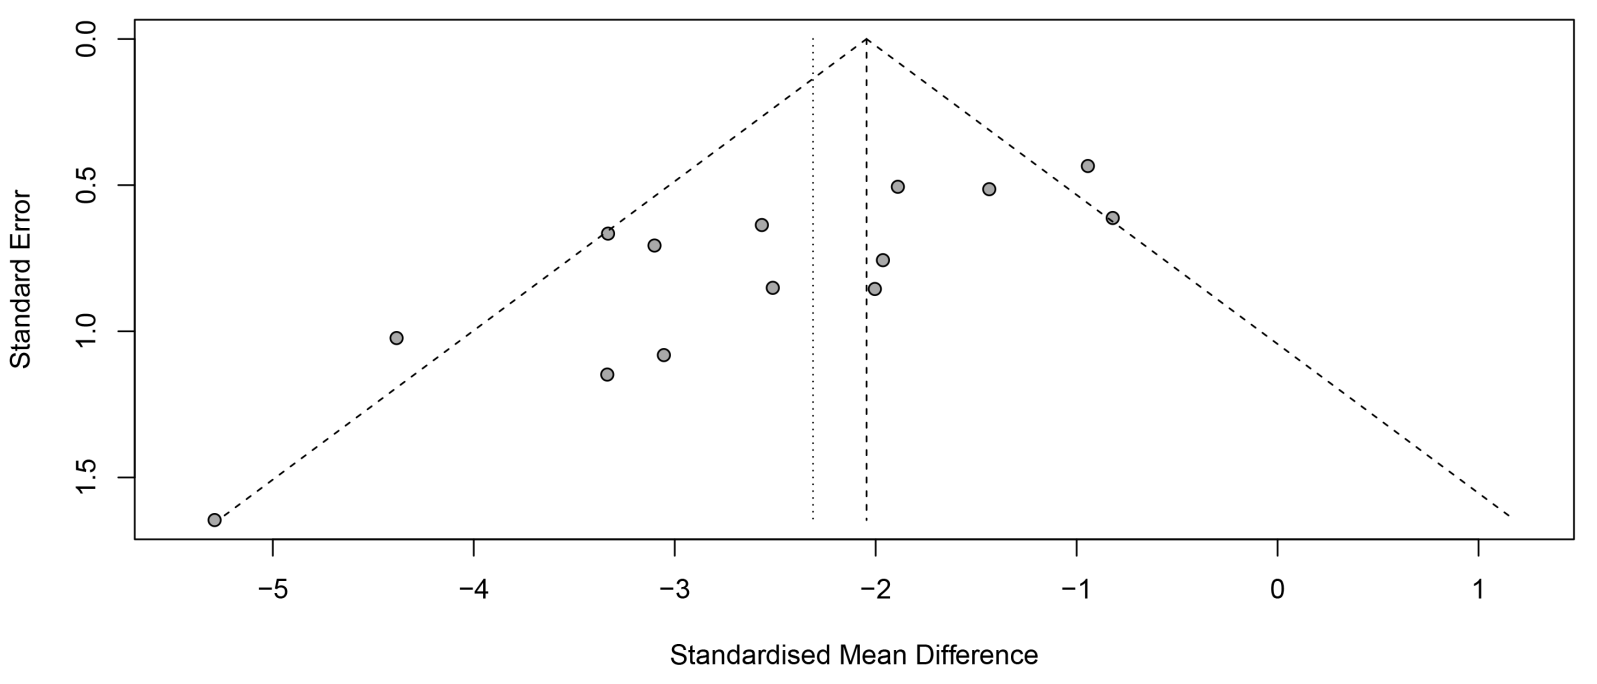 Standard Error
0.0
0.5
1.0
1.5
−5 −4 −3 −2 −1 0 1
Standardised Mean Difference